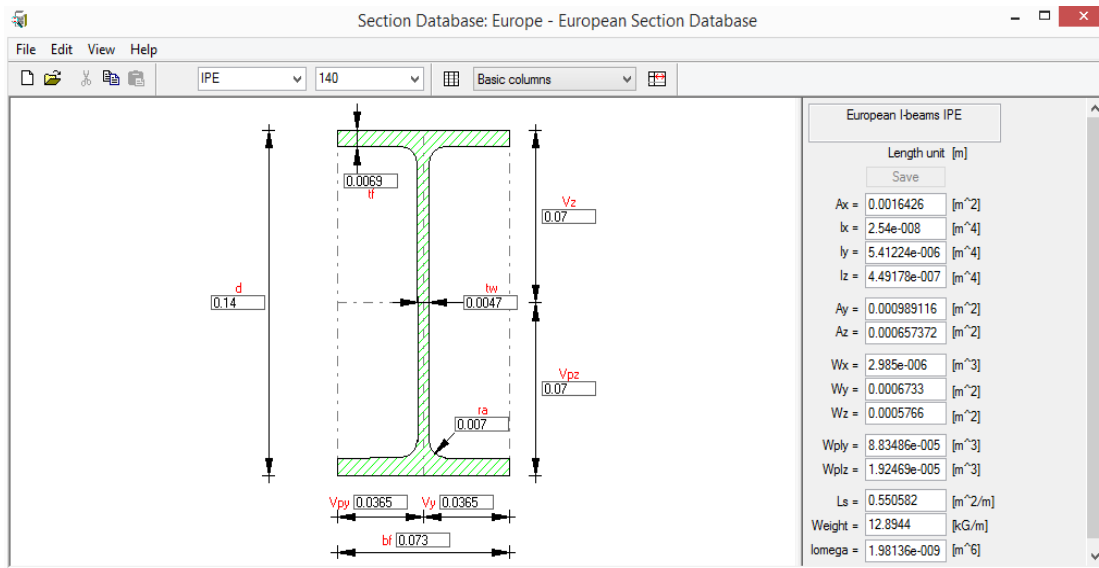 Section Database: Europe - European Section Database
File Edit View Help
IPE 140 Basic columns
0.0069
tf
Vz
0.07
d
0.14
tw
0.0047
Vpz
0.07
ra
0.007
Vpy 0.0365 Vy 0.0365
bf 0.073
European I-beams IPE
Length unit [m]
Save
Ax = 0.0016426 [m^2]
Ix = 2.54e-008 [m^4]
Iy = 5.41224e-006 [m^4]
Iz = 4.49178e-007 [m^4]
Ay = 0.000989116 [m^2]
Az = 0.000657372 [m^2]
Wx = 2.985e-006 [m^3]
Wy = 0.0006733 [m^2]
Wz = 0.0005766 [m^2]
Wply = 8.83486e-005 [m^3]
Wplz = 1.92469e-005 [m^3]
Ls = 0.550582 [m^2/m]
Weight = 12.8944 [kG/m]
Iomega = 1.98136e-009 [m^6]